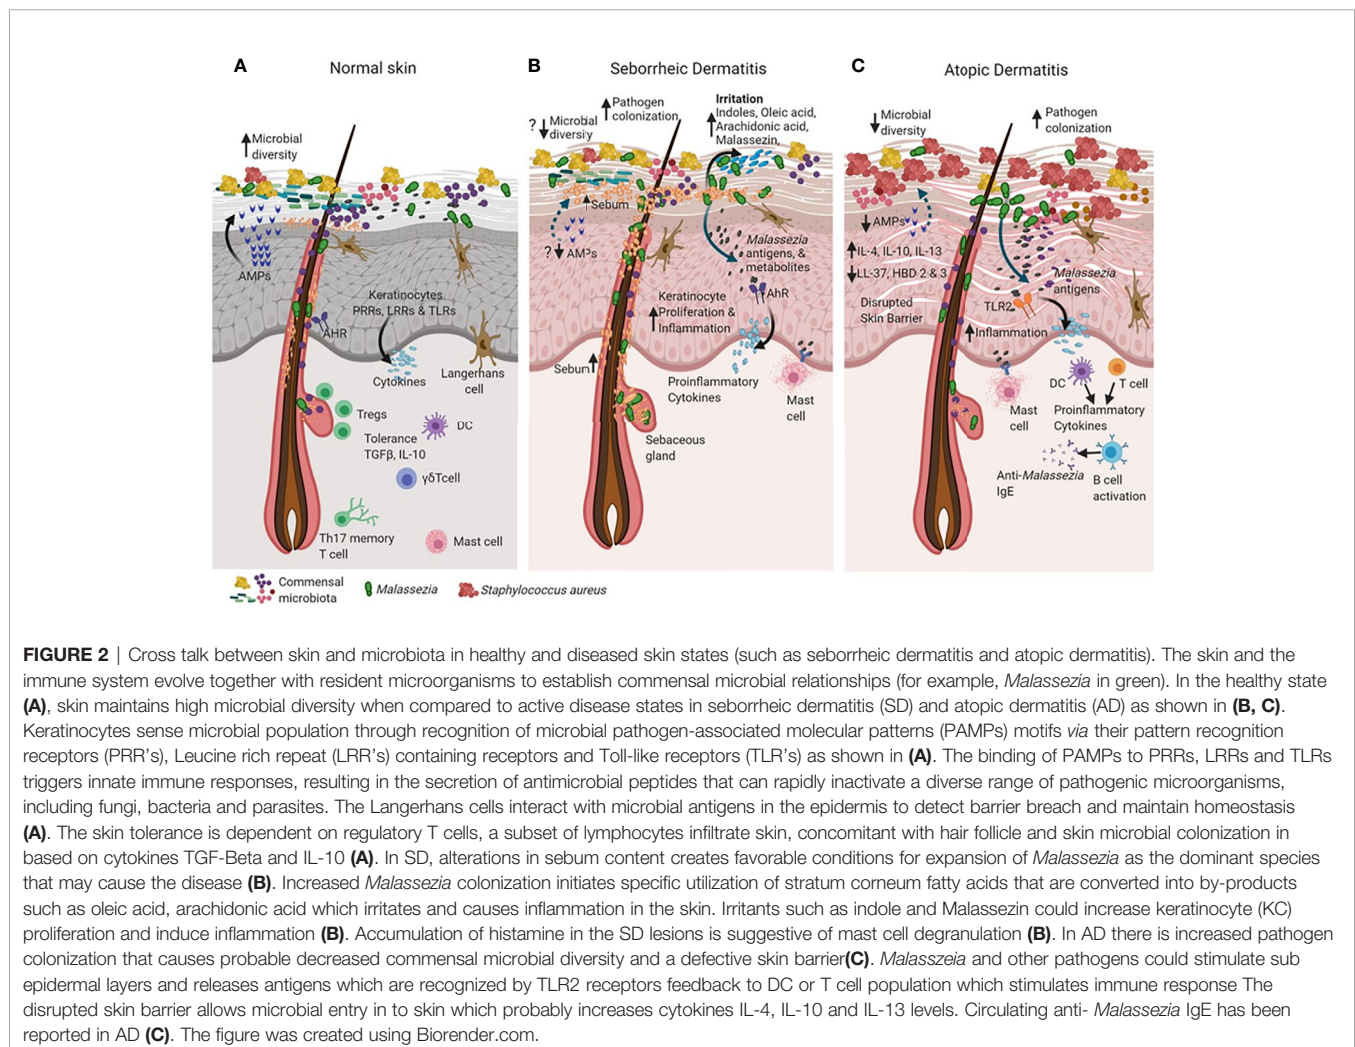 A
Normal skin
Microbial
diversity
AMPs
AHR
Keratinocytes
PRRs, LRRs & TLRs
Cytokines
Langerhans
cell
Tregs
Tolerance
TGFβ, IL-10
DC
γδTcell
Th17 memory
T cell
Mast cell
B
Seborrheic Dermatitis
? Microbial
diversity
Pathogen
colonization
Irritation
Indoles, Oleic acid,
Arachidonic acid,
Malassezin,
Sebum
? AMPs
Malassezia
antigens, &
metabolites
AhR
Keratinocyte
Proliferation &
Inflammation
Sebum
Proinflammatory
Cytokines
Mast
cell
Sebaceous
gland
C
Atopic Dermatitis
Microbial
diversity
Pathogen
colonization
AMPs
IL-4, IL-10, IL-13
LL-37, HBD 2 & 3
Disrupted
Skin Barrier
TLR2
Malassezia
antigens
Inflammation
Mast
cell
DC
T cell
Proinflammatory
Cytokines
Anti-Malassezia
IgE
B cell
activation
Commensal
microbiota
Malassezia
Staphylococcus aureus
FIGURE 2 | Cross talk between skin and microbiota in healthy and diseased skin states (such as seborrheic dermatitis and atopic dermatitis). The skin and the
immune system evolve together with resident microorganisms to establish commensal microbial relationships (for example, Malassezia in green). In the healthy state
(A), skin maintains high microbial diversity when compared to active disease states in seborrheic dermatitis (SD) and atopic dermatitis (AD) as shown in (B, C).
Keratinocytes sense microbial population through recognition of microbial pathogen-associated molecular patterns (PAMPs) motifs via their pattern recognition
receptors (PRR's), Leucine rich repeat (LRR's) containing receptors and Toll-like receptors (TLR's) as shown in (A). The binding of PAMPs to PRRs, LRRs and TLRs
triggers innate immune responses, resulting in the secretion of antimicrobial peptides that can rapidly inactivate a diverse range of pathogenic microorganisms,
including fungi, bacteria and parasites. The Langerhans cells interact with microbial antigens in the epidermis to detect barrier breach and maintain homeostasis
(A). The skin tolerance is dependent on regulatory T cells, a subset of lymphocytes infiltrate skin, concomitant with hair follicle and skin microbial colonization in
based on cytokines TGF-Beta and IL-10 (A). In SD, alterations in sebum content creates favorable conditions for expansion of Malassezia as the dominant species
that may cause the disease (B). Increased Malassezia colonization initiates specific utilization of stratum corneum fatty acids that are converted into by-products
such as oleic acid, arachidonic acid which irritates and causes inflammation in the skin. Irritants such as indole and Malassezin could increase keratinocyte (KC)
proliferation and induce inflammation (B). Accumulation of histamine in the SD lesions is suggestive of mast cell degranulation (B). In AD there is increased pathogen
colonization that causes probable decreased commensal microbial diversity and a defective skin barrier(C). Malasszeia and other pathogens could stimulate sub
epidermal layers and releases antigens which are recognized by TLR2 receptors feedback to DC or T cell population which stimulates immune response The
disrupted skin barrier allows microbial entry in to skin which probably increases cytokines IL-4, IL-10 and IL-13 levels. Circulating anti- Malassezia IgE has been
reported in AD (C). The figure was created using Biorender.com.